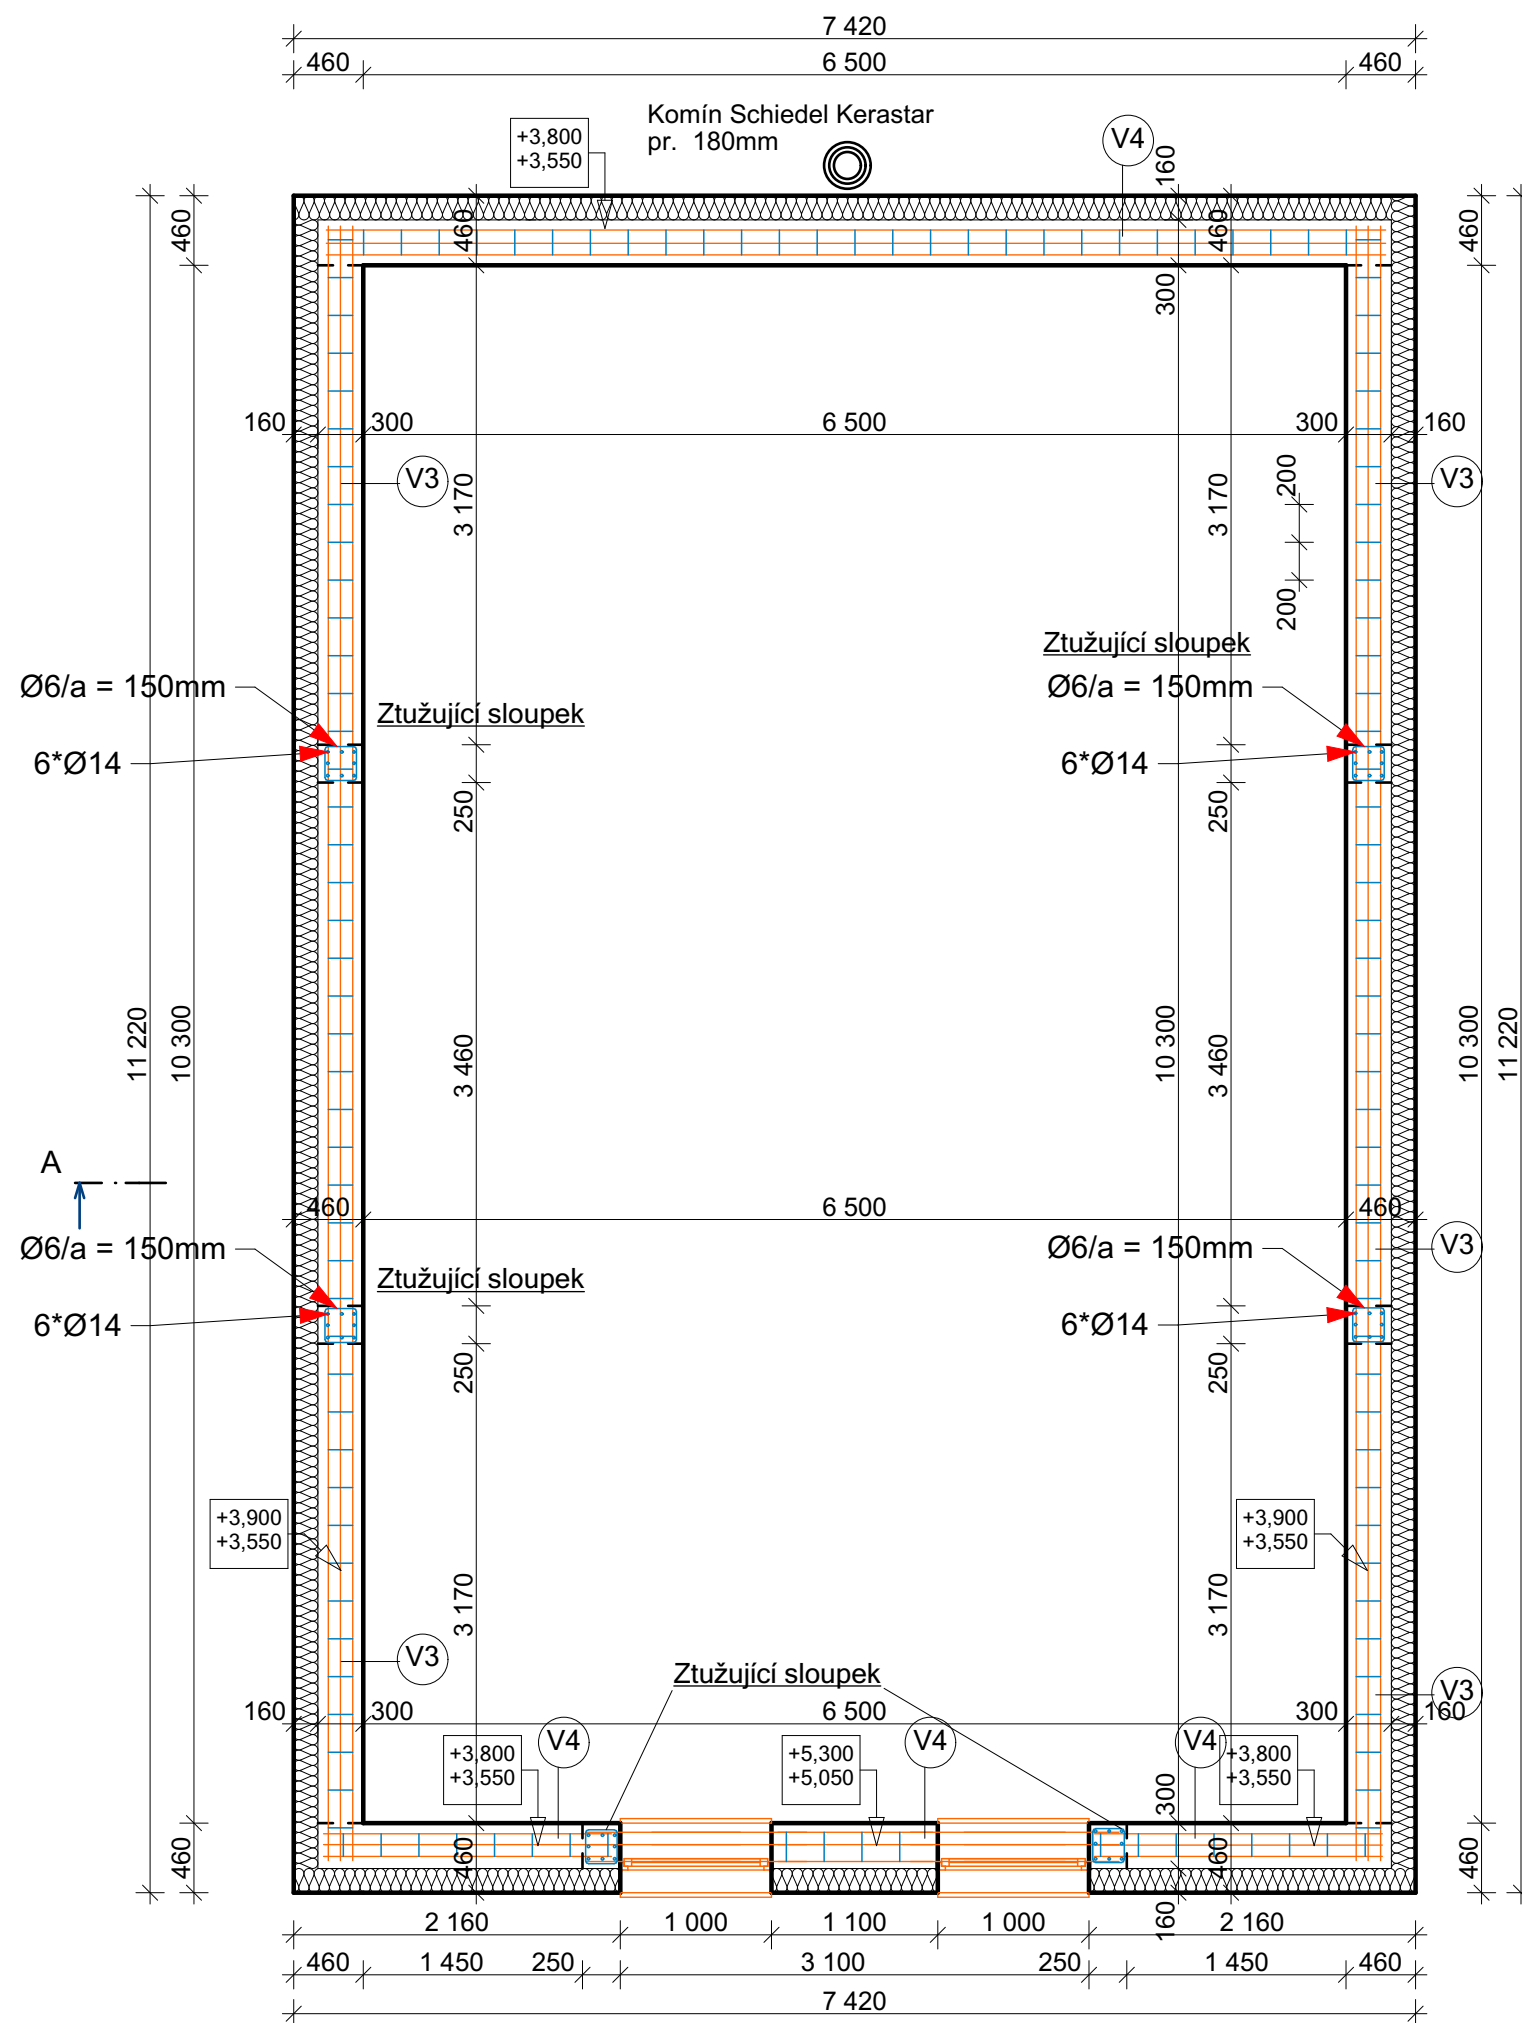 7 420
460
6 500
460
Komín Schiedel Kerastar
pr. 180mm
+3,800
+3,550
V4
160
460
460
460
460
300
160
300
6 500
300
160
V3
V3
3 170
3 170
200
200
Ztužující sloupek
Ø6/a = 150mm
Ø6/a = 150mm
Ztužující sloupek
6*Ø14
6*Ø14
250
250
11 220
10 300
3 460
10 300
3 460
10 300
11 220
A
460
6 500
460
Ø6/a = 150mm
Ø6/a = 150mm
V3
Ztužující sloupek
6*Ø14
6*Ø14
250
250
+3,900
+3,550
+3,900
+3,550
3 170
3 170
V3
Ztužující sloupek
V3
160
300
6 500
300
160
+3,800
+3,550
V4
+5,300
+5,050
V4
V4
+3,800
+3,550
300
460
460
460
460
160
2 160
1 000
1 100
1 000
2 160
460
1 450
250
3 100
250
1 450
460
7 420